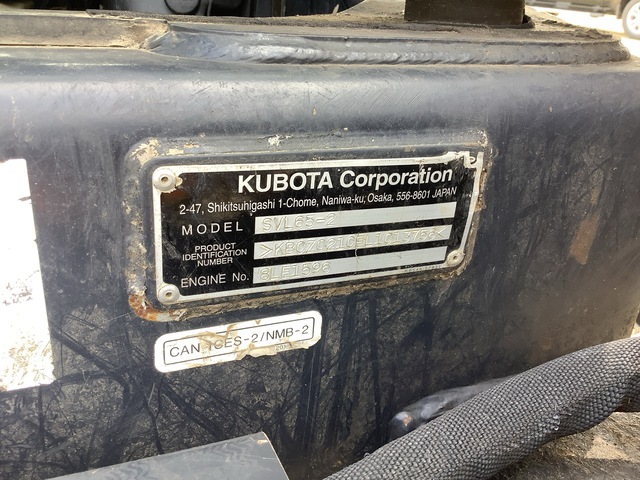 KUBOTA Corporation
2-47, Shikitsuhigashi 1-Chome, Naniwa-ku, Osaka, 556-8601 JAPAN
MODEL SVL65-2
PRODUCT
IDENTIFICATION
NUMBER
ENGINE No. 8LE1696
CAN ICES-2/NMB-2